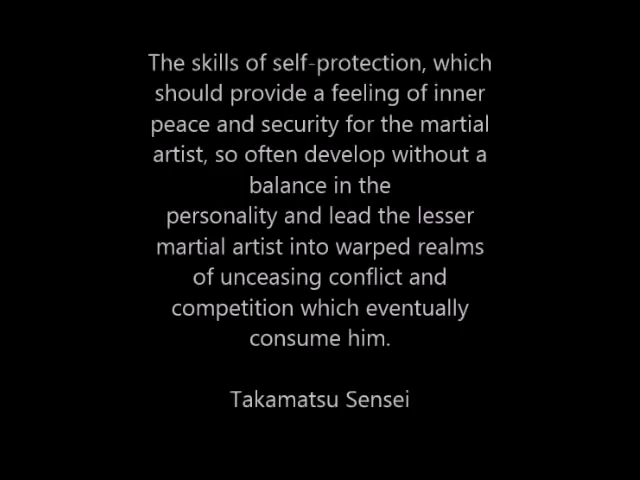 The skills of self-protection, which
should provide a feeling of inner
peace and security for the martial
artist, so often develop without a
balance in the
personality and lead the lesser
martial artist into warped realms
of unceasing conflict and
competition which eventually
consume him.
Takamatsu Sensei